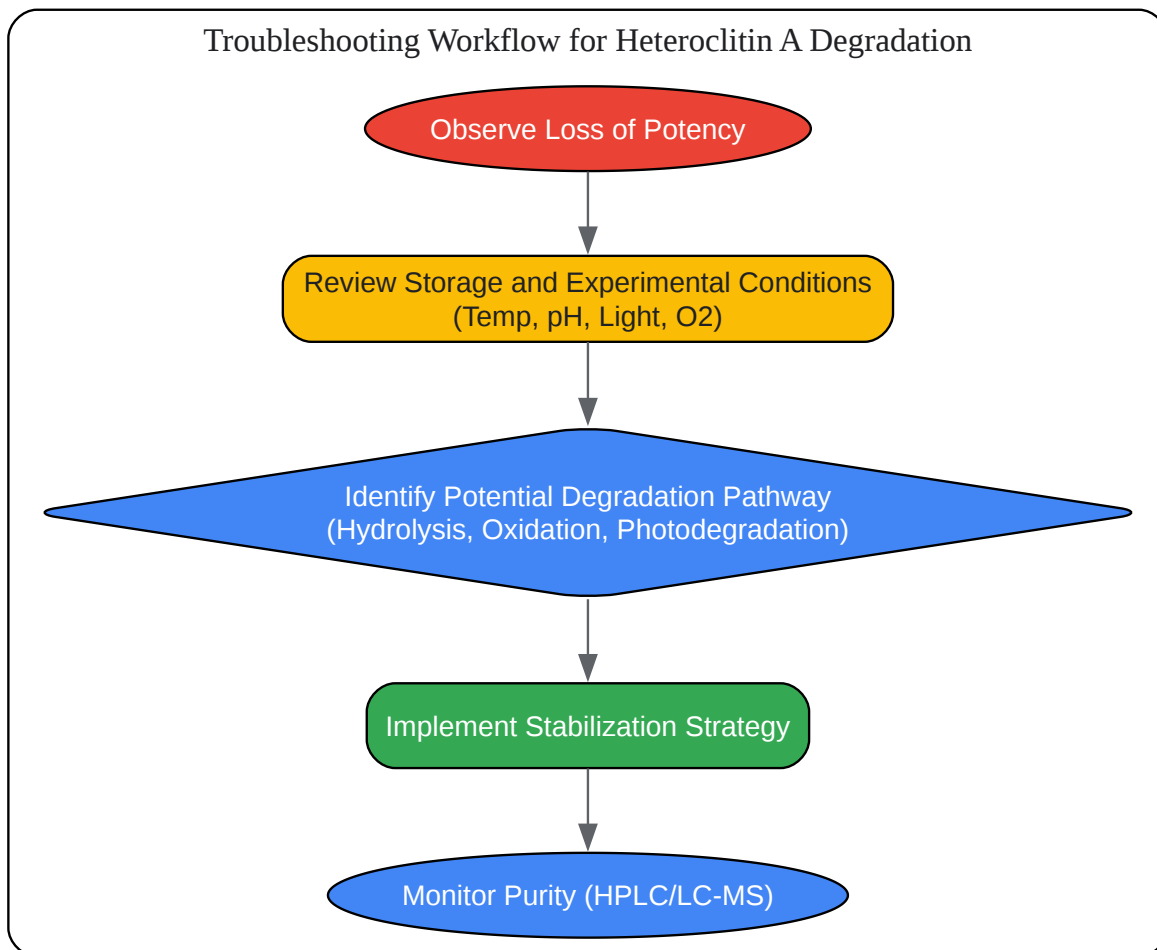 Troubleshooting Workflow for Heteroclitin A Degradation
Observe Loss of Potency
Review Storage and Experimental Conditions
(Temp, pH, Light, O2)
Identify Potential Degradation Pathway
(Hydrolysis, Oxidation, Photodegradation)
Implement Stabilization Strategy
Monitor Purity (HPLC/LC-MS)